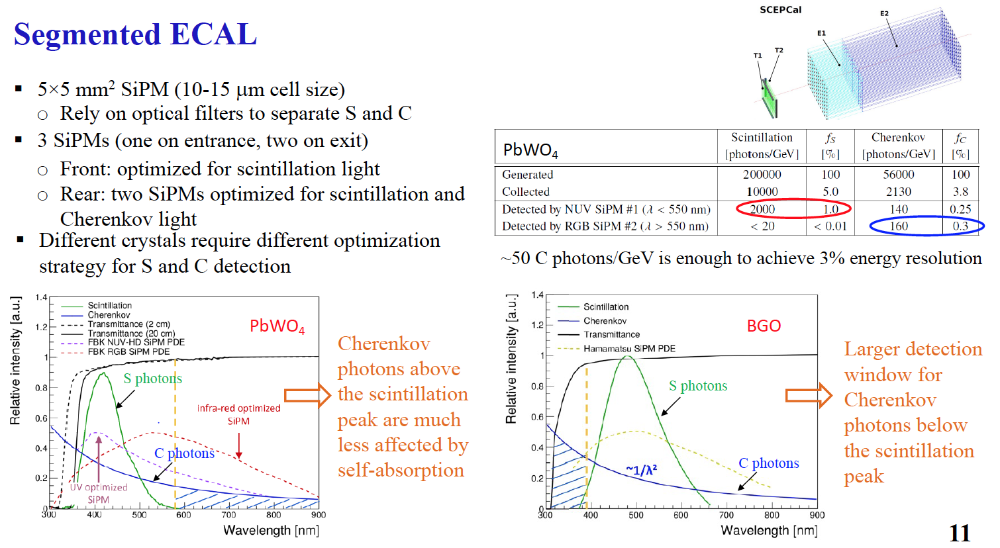 Segmented ECAL
SCEPCal
T1
T2
E1
E2
▪ 5×5 mm² SiPM (10-15 μm cell size)
o Rely on optical filters to separate S and C
▪ 3 SiPMs (one on entrance, two on exit)
o Front: optimized for scintillation light
o Rear: two SiPMs optimized for scintillation and
Cherenkov light
▪ Different crystals require different optimization
strategy for S and C detection
PbWO₄ Scintillation [photons/GeV] fS [%] Cherenkov [photons/GeV] fC [%]
Generated 200000 100 56000 100
Collected 10000 5.0 2130 3.8
Detected by NUV SiPM #1 (λ < 550 nm) 2000 1.0 140 0.25
Detected by RGB SiPM #2 (λ > 550 nm) < 20 < 0.01 160 0.3
~50 C photons/GeV is enough to achieve 3% energy resolution
Relative intensity [a.u.]
1.4
1.2
1
0.8
0.6
0.4
0.2
0
Scintillation
Cherenkov
Transmittance (2 cm)
Transmittance (20 cm)
FBK NUV-HD SiPM PDE
FBK RGB SiPM PDE
PbWO₄
S photons
infra-red optimized
SiPM
C photons
UV optimized
SiPM
300 400 500 600 700 800 900
Wavelength [nm]
Cherenkov
photons above
the scintillation
peak are much
less affected by
self-absorption
Relative intensity [a.u.]
1.4
1.2
1
0.8
0.6
0.4
0.2
0
Scintillation
Cherenkov
Transmittance
Hamamatsu SiPM PDE
BGO
S photons
~1/λ²
C photons
300 400 500 600 700 800 900
Wavelength [nm]
Larger detection
window for
Cherenkov
photons below
the scintillation
peak
11